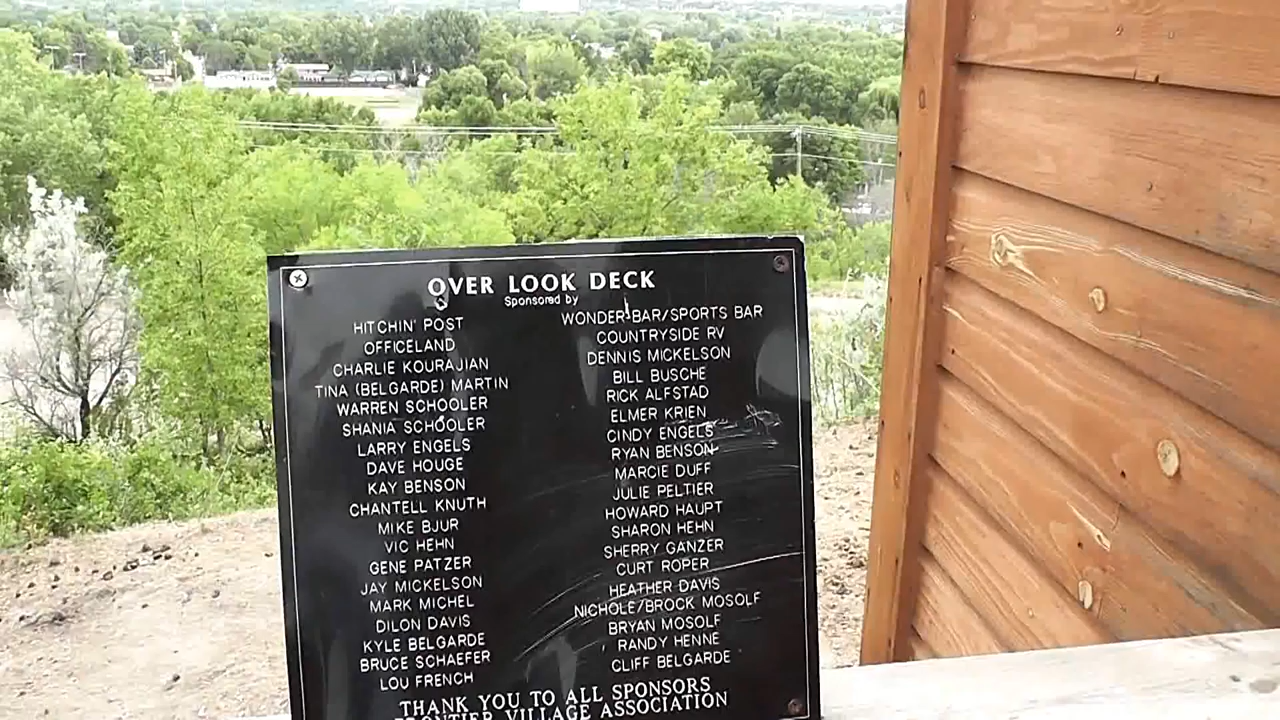 OVER LOOK DECK
Sponsored by
HITCHIN' POST
OFFICELAND
CHARLIE KOURAJIAN
TINA (BELGARDE) MARTIN
WARREN SCHOOLER
SHANIA SCHOOLER
LARRY ENGELS
DAVE HOUGE
KAY BENSON
CHANTELL KNUTH
MIKE BJUR
VIC HEHN
GENE PATZER
JAY MICKELSON
MARK MICHEL
DILON DAVIS
KYLE BELGARDE
BRUCE SCHAEFER
LOU FRENCH
WONDER BAR/SPORTS BAR
COUNTRYSIDE RV
DENNIS MICKELSON
BILL BUSCHE
RICK ALFSTAD
ELMER KRIEN
CINDY ENGELS
RYAN BENSON
MARCIE DUFF
JULIE PELTIER
HOWARD HAUPT
SHARON HEHN
SHERRY GANZER
CURT ROPER
HEATHER DAVIS
NICHOLE/BROCK MOSOLF
BRYAN MOSOLF
RANDY HENNE
CLIFF BELGARDE
THANK YOU TO ALL SPONSORS
FRONTIER VILLAGE ASSOCIATION